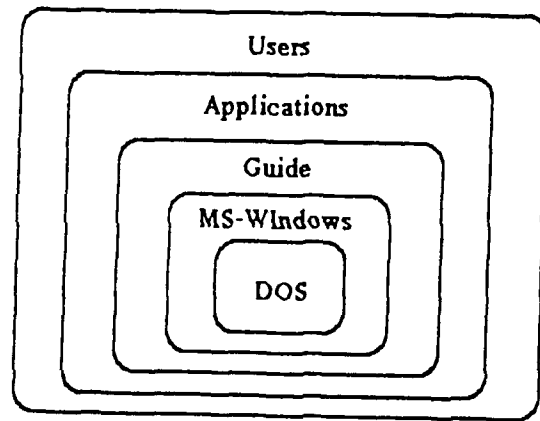 Users
Applications
Guide
MS-WIndows
DOS